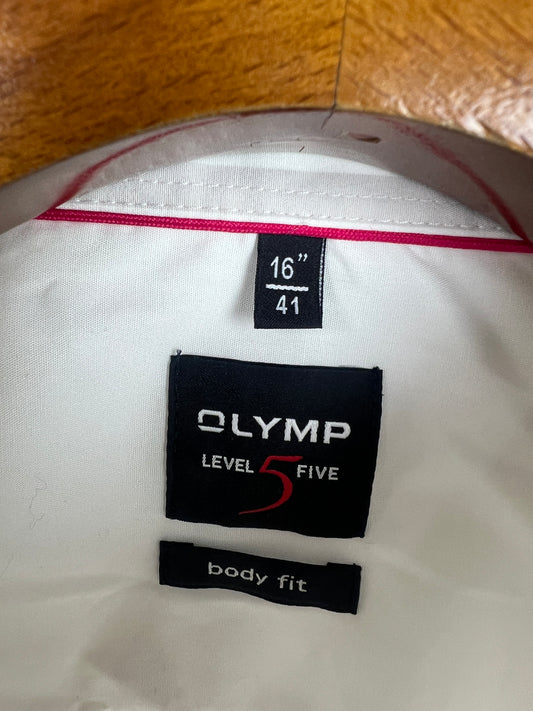 16”
41
OLYMP
LEVEL 5 FIVE
body fit